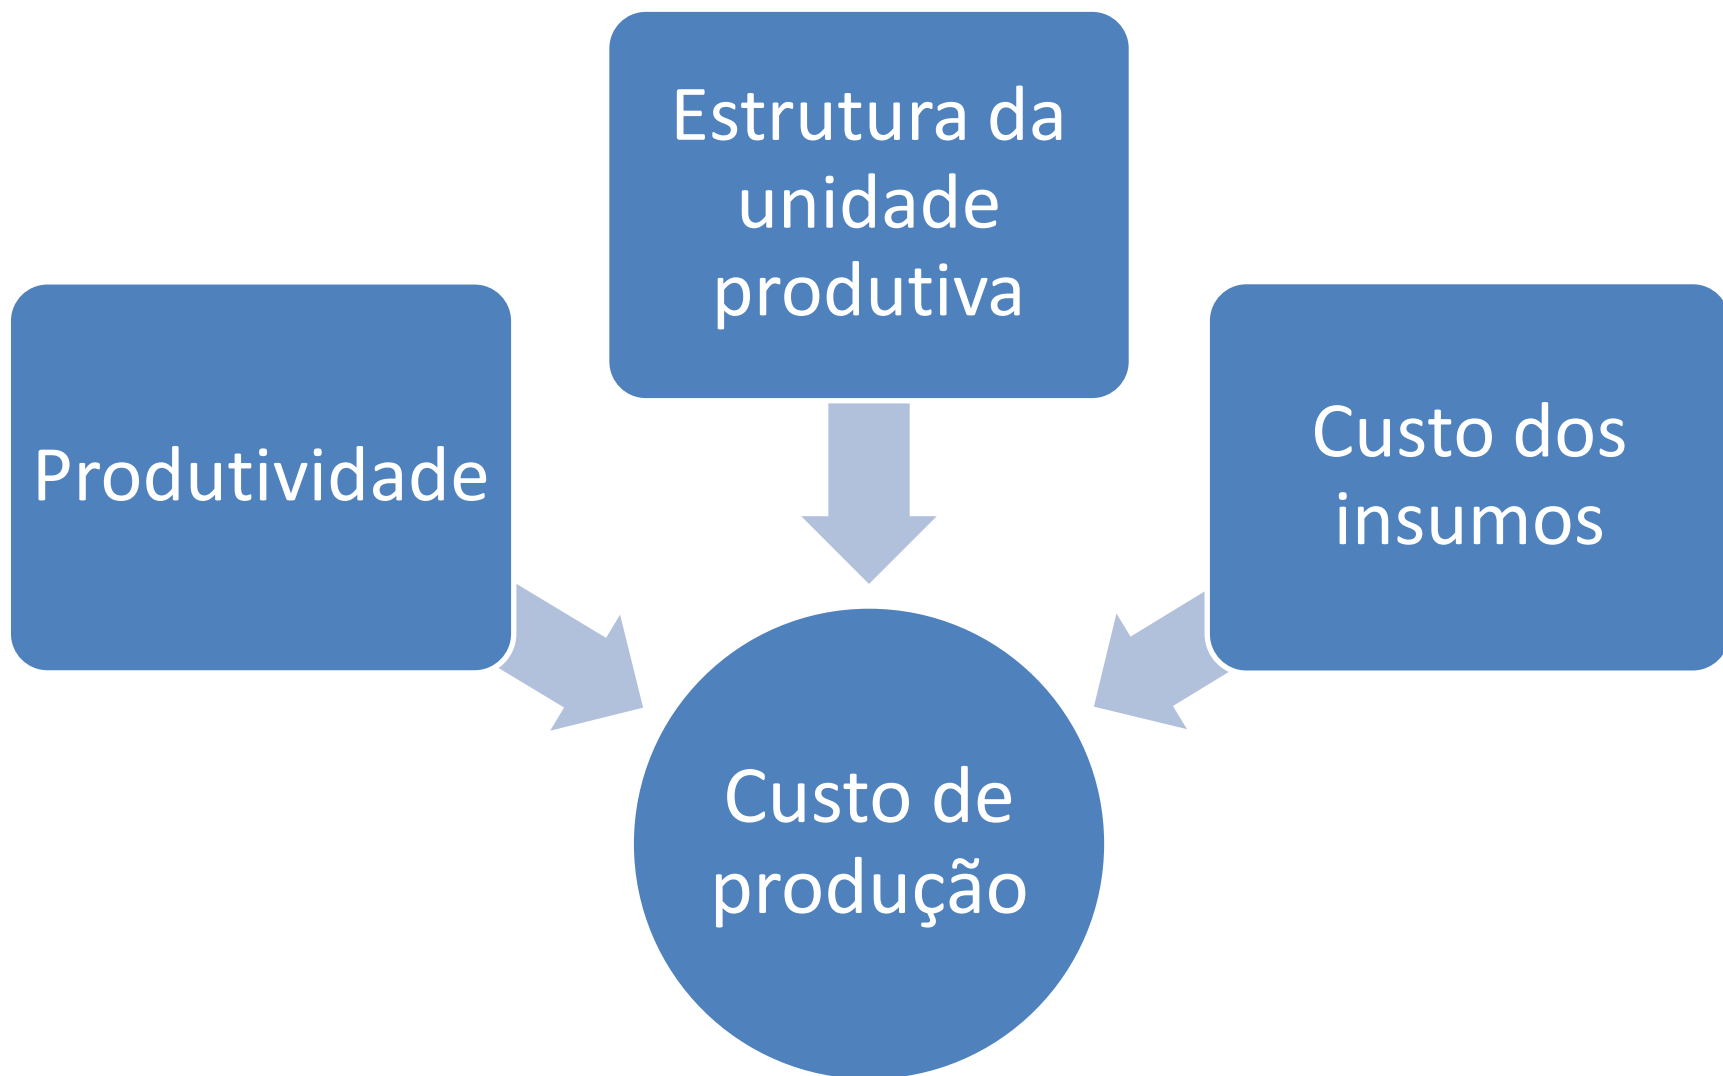 Estrutura da
unidade
produtiva
Produtividade
Custo dos
insumos
Custo de
produção